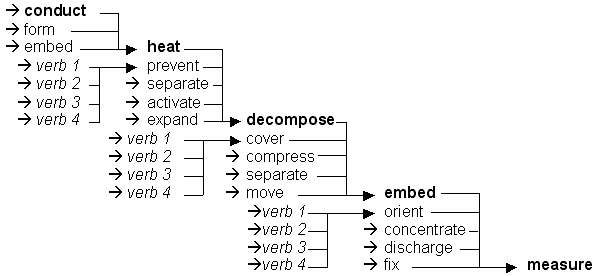 → conduct
→ form
→ embed heat
→ verb 1 prevent
→ verb 2 → separate
→ verb 3 → activate
→ verb 4 → expand decompose
→ verb 1 cover
→ verb 2 → compress
→ verb 3 → separate
→ verb 4 → move embed
→ verb 1 orient
→ verb 2 → concentrate
→ verb 3 → discharge
→ verb 4 → fix measure